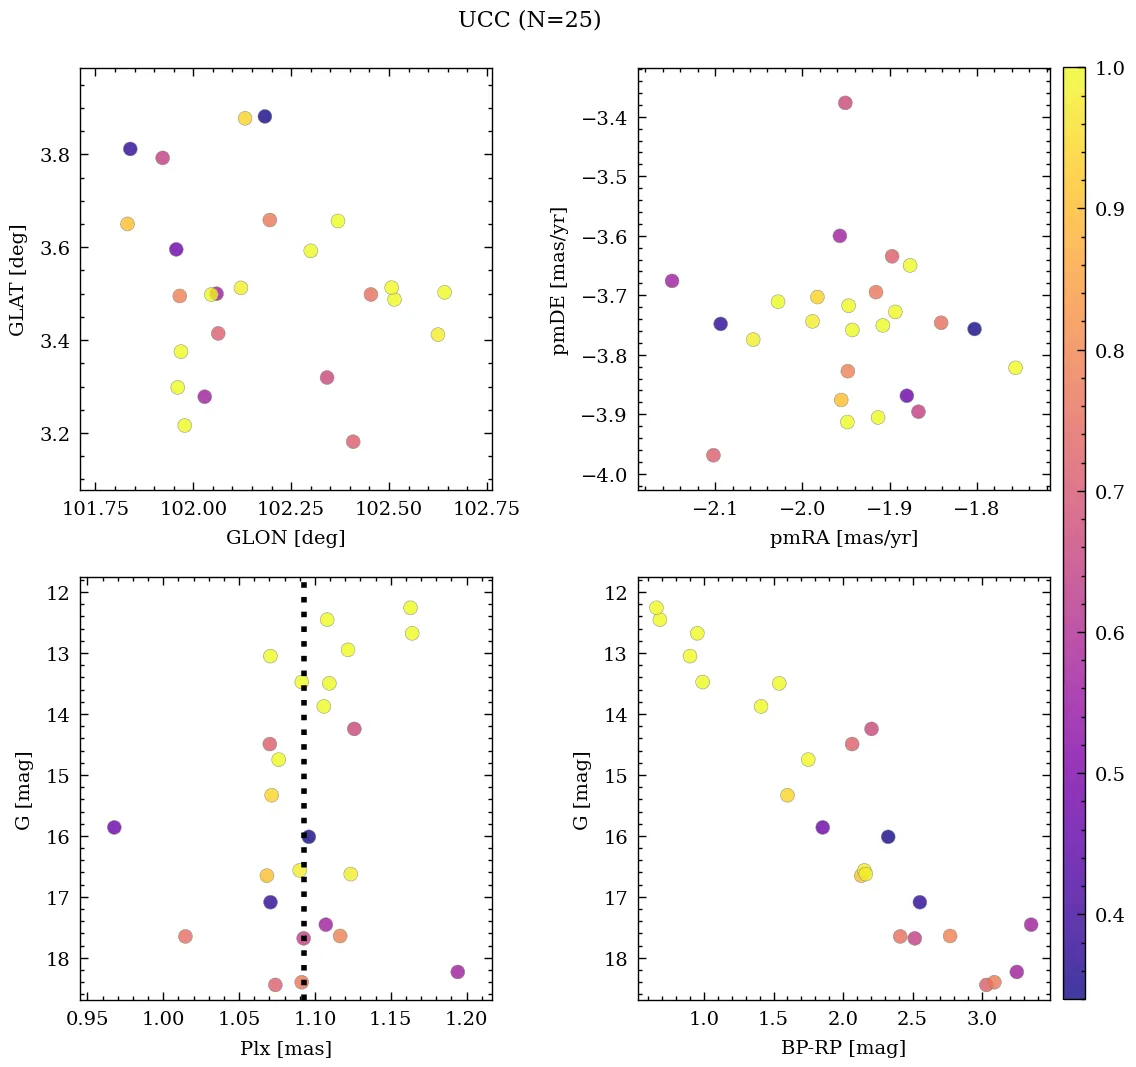 UCC (N=25)
3.8
3.6
3.4
3.2
GLAT [deg]
101.75 102.00 102.25 102.50 102.75
GLON [deg]
−3.4
−3.5
−3.6
−3.7
−3.8
−3.9
−4.0
pmDE [mas/yr]
−2.1 −2.0 −1.9 −1.8
pmRA [mas/yr]
12
13
14
15
16
17
18
G [mag]
0.95 1.00 1.05 1.10 1.15 1.20
Plx [mas]
12
13
14
15
16
17
18
G [mag]
1.0 1.5 2.0 2.5 3.0
BP-RP [mag]
1.0
0.9
0.8
0.7
0.6
0.5
0.4